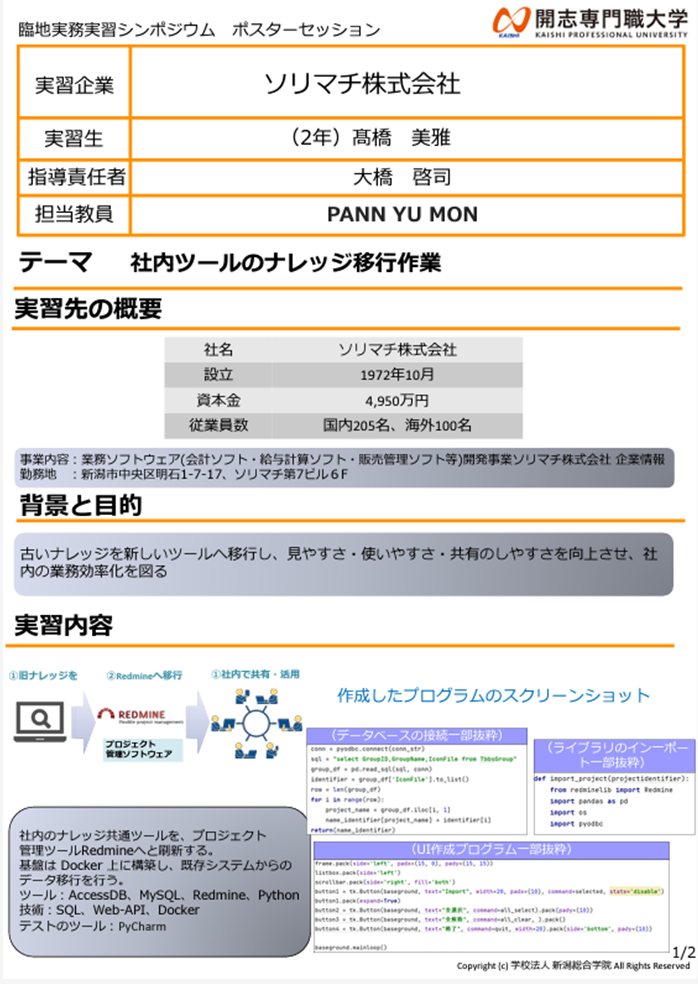 臨地実務実習シンポジウム　ポスターセッション
開志専門職大学
KAISHI PROFESSIONAL UNIVERSITY
KAISHI
実習企業
ソリマチ株式会社
実習生
（2年）髙橋　美雅
指導責任者
大橋　啓司
担当教員
PANN YU MON
テーマ　社内ツールのナレッジ移行作業
実習先の概要
社名
ソリマチ株式会社
設立
1972年10月
資本金
4,950万円
従業員数
国内205名、海外100名
事業内容：業務ソフトウェア(会計ソフト・給与計算ソフト・販売管理ソフト等)開発事業ソリマチ株式会社 企業情報
勤務地　：新潟市中央区明石1-7-17、ソリマチ第7ビル６F
背景と目的
古いナレッジを新しいツールへ移行し、見やすさ・使いやすさ・共有のしやすさを向上させ、社
内の業務効率化を図る
実習内容
①旧ナレッジを
②Redmineへ移行
①社内で共有・活用
REDMINE
flexible project management
プロジェクト
管理ソフトウェア
作成したプログラムのスクリーンショット
（データベースの接続一部抜粋）
conn = pyodbc.connect(conn_str)
sql = "select GroupID,GroupName,IconFile from TbbsGroup"
group_df = pd.read_sql(sql, conn)
identifier = group_df['IconFile'].to_list()
row = len(group_df)
for i in range(row):
project_name = group_df.iloc[i, 1]
name_identifier[project_name] = identifier[i]
return(name_identifier)
（ライブラリのインーポー
ト一部抜粋）
def import_project(projectidentifier):
from redminelib import Redmine
import pandas as pd
import os
import pyodbc
社内のナレッジ共通ツールを、プロジェクト
管理ツールRedmineへと刷新する。
基盤は Docker 上に構築し、既存システムからの
データ移行を行う。
ツール：AccessDB、MySQL、Redmine、Python
技術：SQL、Web-API、Docker
テストのツール：PyCharm
（UI作成プログラム一部抜粋）
frame.pack(side='left', padx=(15, 0), pady=(15, 15))
listbox.pack(side='left')
scrollbar.pack(side='right', fill='both')
button1 = tk.Button(baseground, text="Import", width=20, padx=(10), command=selected, state='disable')
button1.pack(expand=True)
button2 = tk.Button(baseground, text="全選択", command=all_select).pack(pady=(10))
button3 = tk.Button(baseground, text="全解除", command=all_clear, ).pack()
button4 = tk.Button(baseground, text="終了", command=quit, width=20).pack(side='bottom', pady=(10))
baseground.mainloop()
1/2
Copyright (c) 学校法人 新潟総合学院 All Rights Reserved